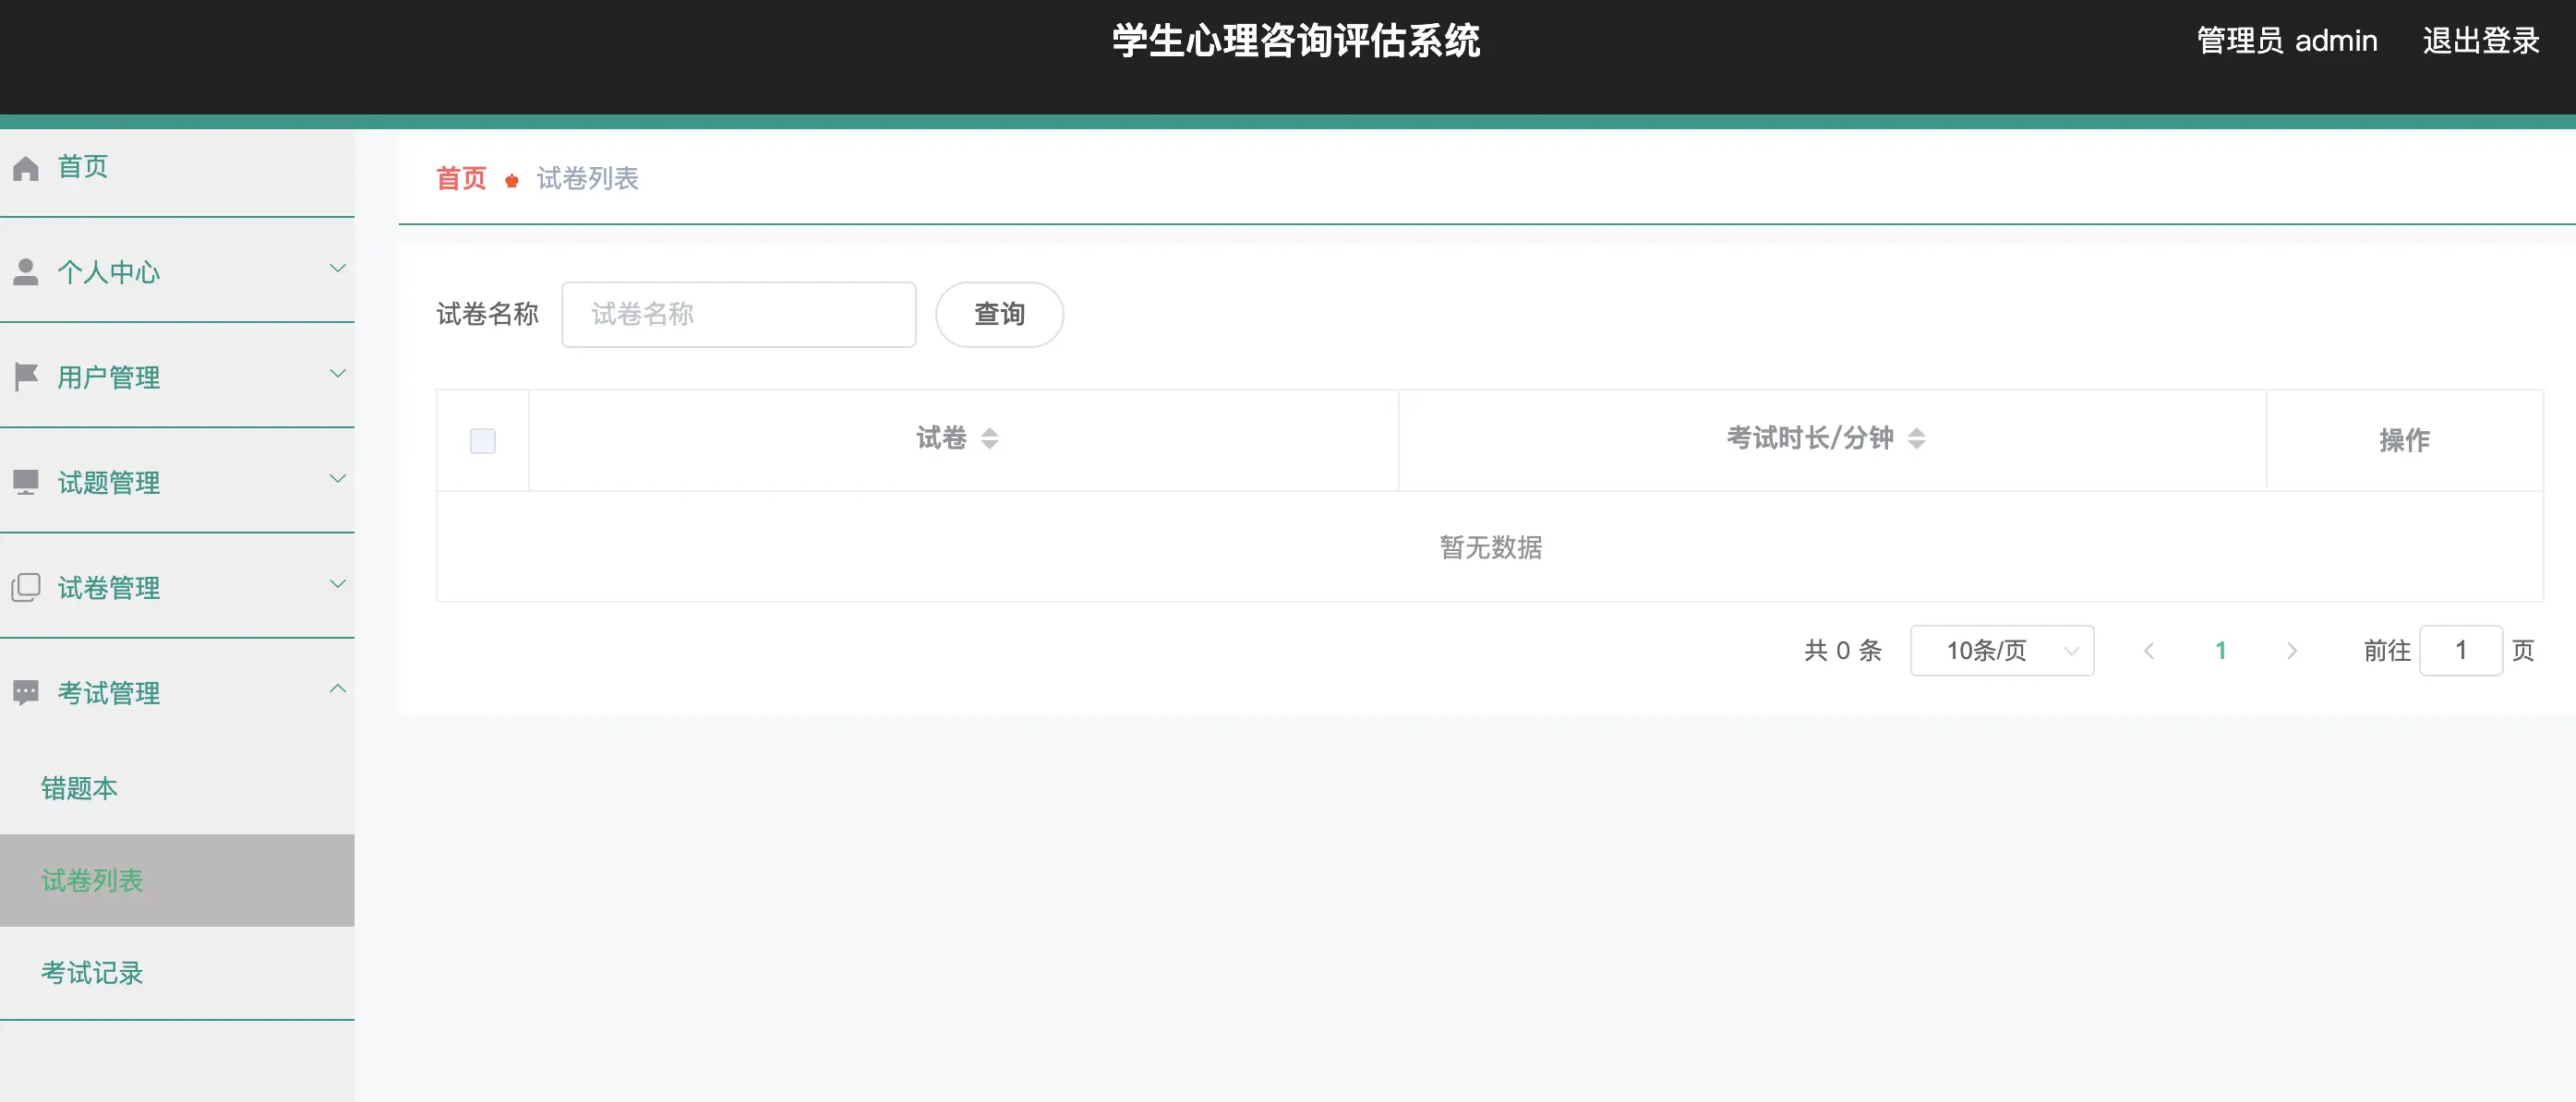 学生心理咨询评估系统
管理员 admin 退出登录
首页
个人中心
用户管理
试题管理
试卷管理
考试管理
错题本
试卷列表
考试记录
首页 试卷列表
试卷名称 试卷名称 查询
试卷 考试时长/分钟 操作
暂无数据
共 0 条 10条/页 1 前往 1 页